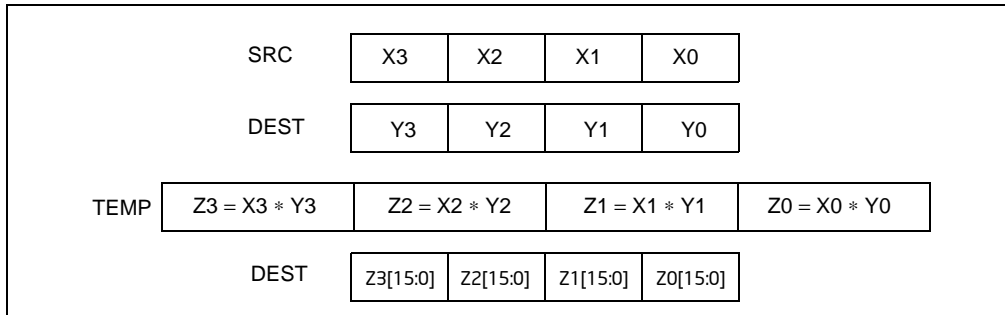 SRC X3 X2 X1 X0
DEST Y3 Y2 Y1 Y0
TEMP Z3 = X3 ∗ Y3 Z2 = X2 ∗ Y2 Z1 = X1 ∗ Y1 Z0 = X0 ∗ Y0
DEST Z3[15:0] Z2[15:0] Z1[15:0] Z0[15:0]